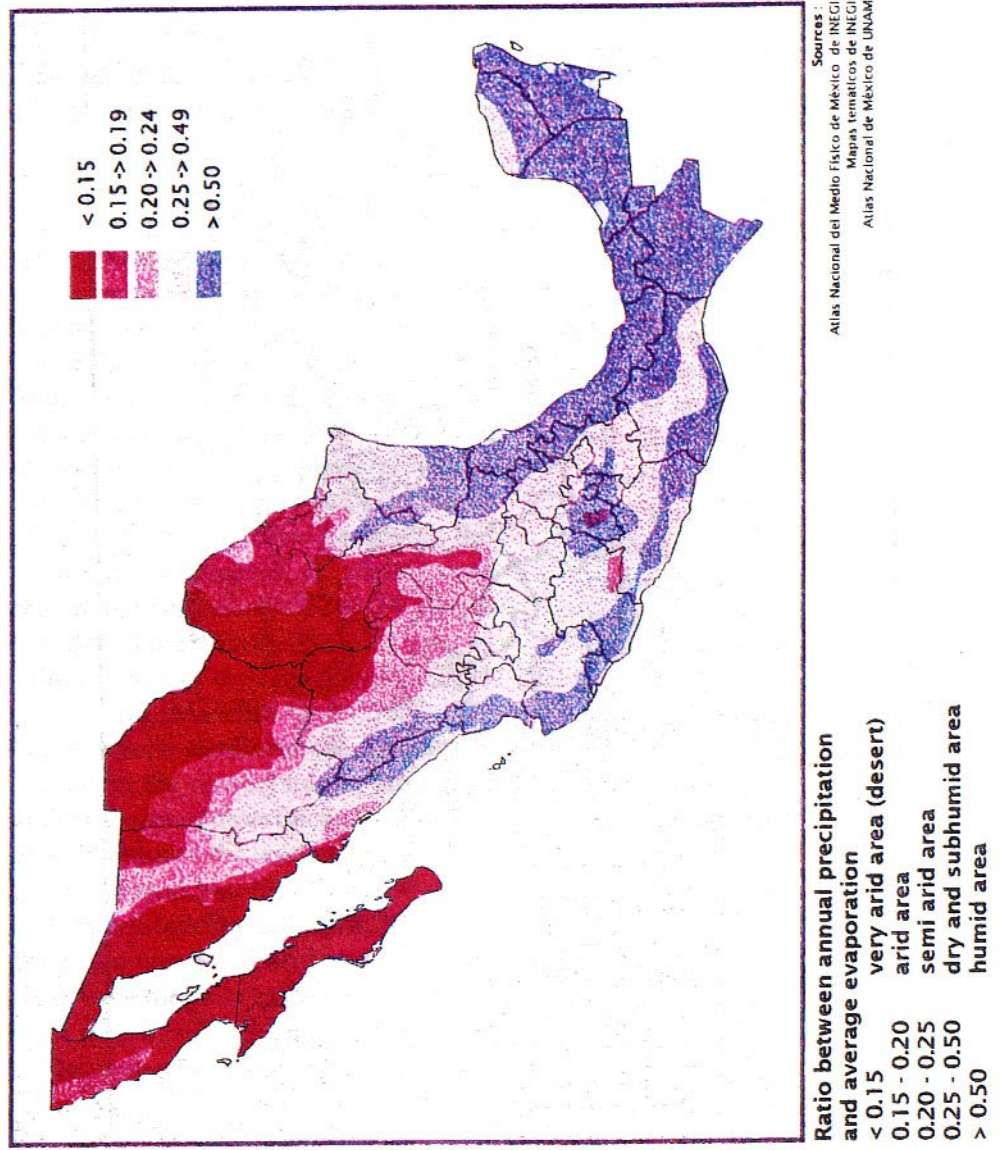 < 0.15
0.15 -> 0.19
0.20 -> 0.24
0.25 -> 0.49
> 0.50
Ratio between annual precipitation
and average evaporation
< 0.15 very arid area (desert)
0.15 - 0.20 arid area
0.20 - 0.25 semi arid area
0.25 - 0.50 dry and subhumid area
> 0.50 humid area
Sources :
Atlas Nacional del Medio Físico de México de INEGI
Mapas tematicos de INEGI
Atlas Nacional de México de UNAM